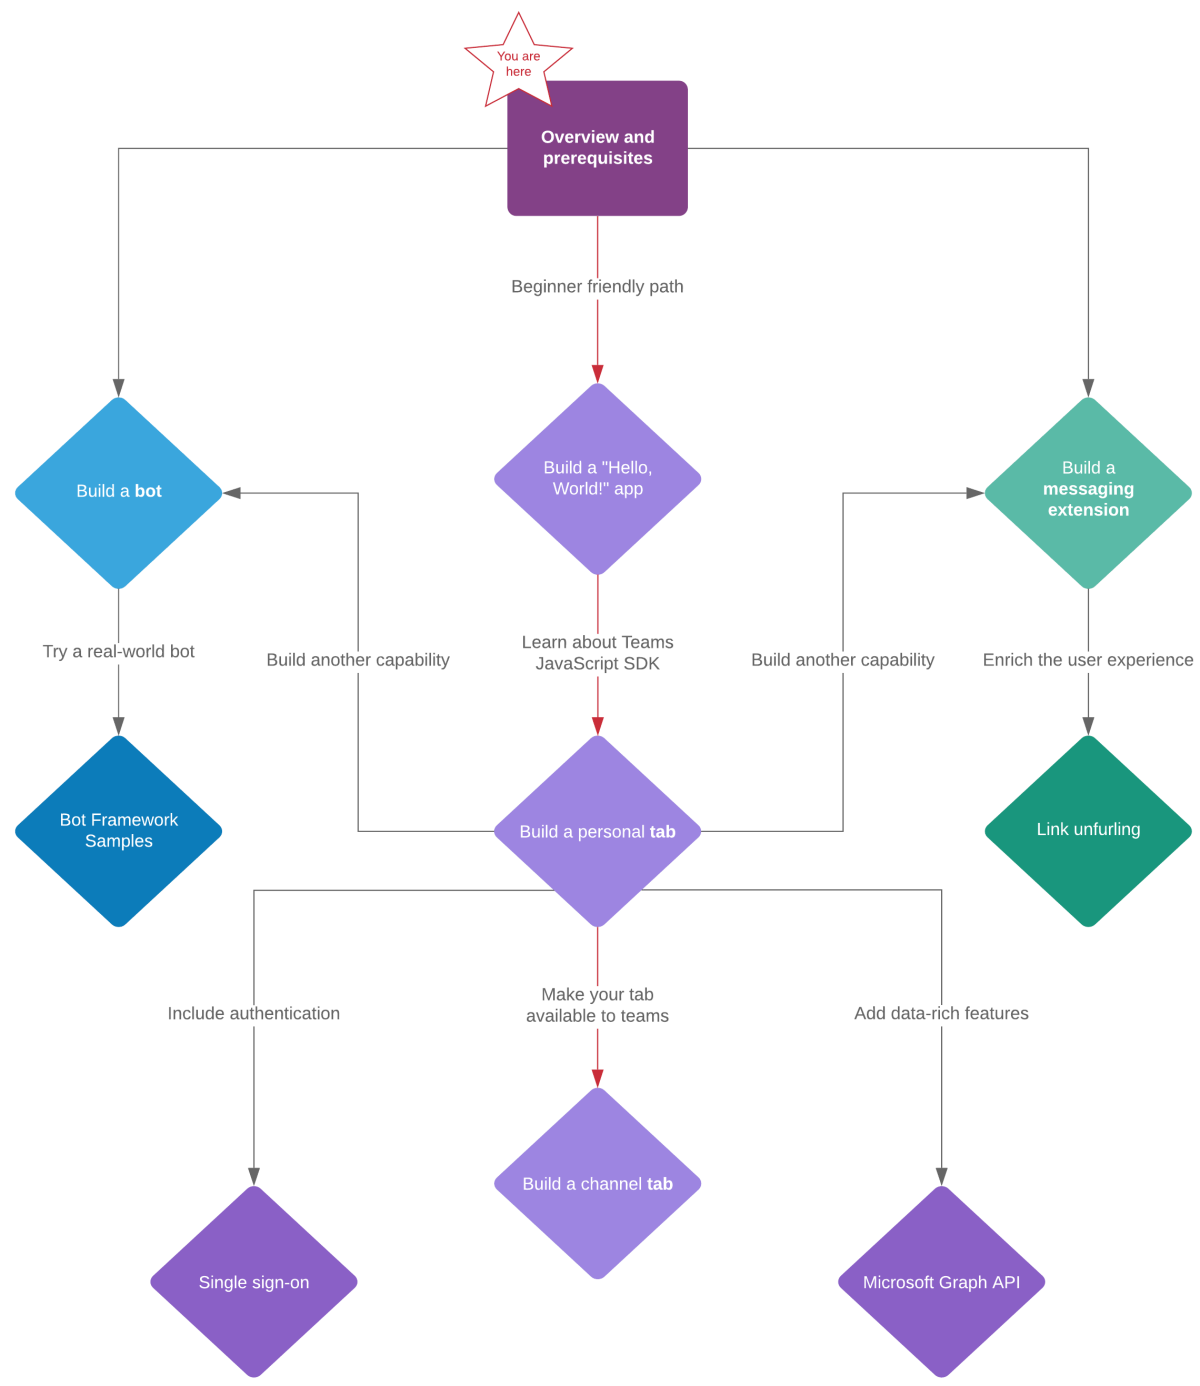 You are
here
Overview and
prerequisites
Beginner friendly path
Build a bot
Build a "Hello,
World!" app
Build a
messaging
extension
Try a real-world bot
Build another capability
Learn about Teams
JavaScript SDK
Build another capability
Enrich the user experience
Bot Framework
Samples
Build a personal tab
Link unfurling
Include authentication
Make your tab
available to teams
Add data-rich features
Single sign-on
Build a channel tab
Microsoft Graph API